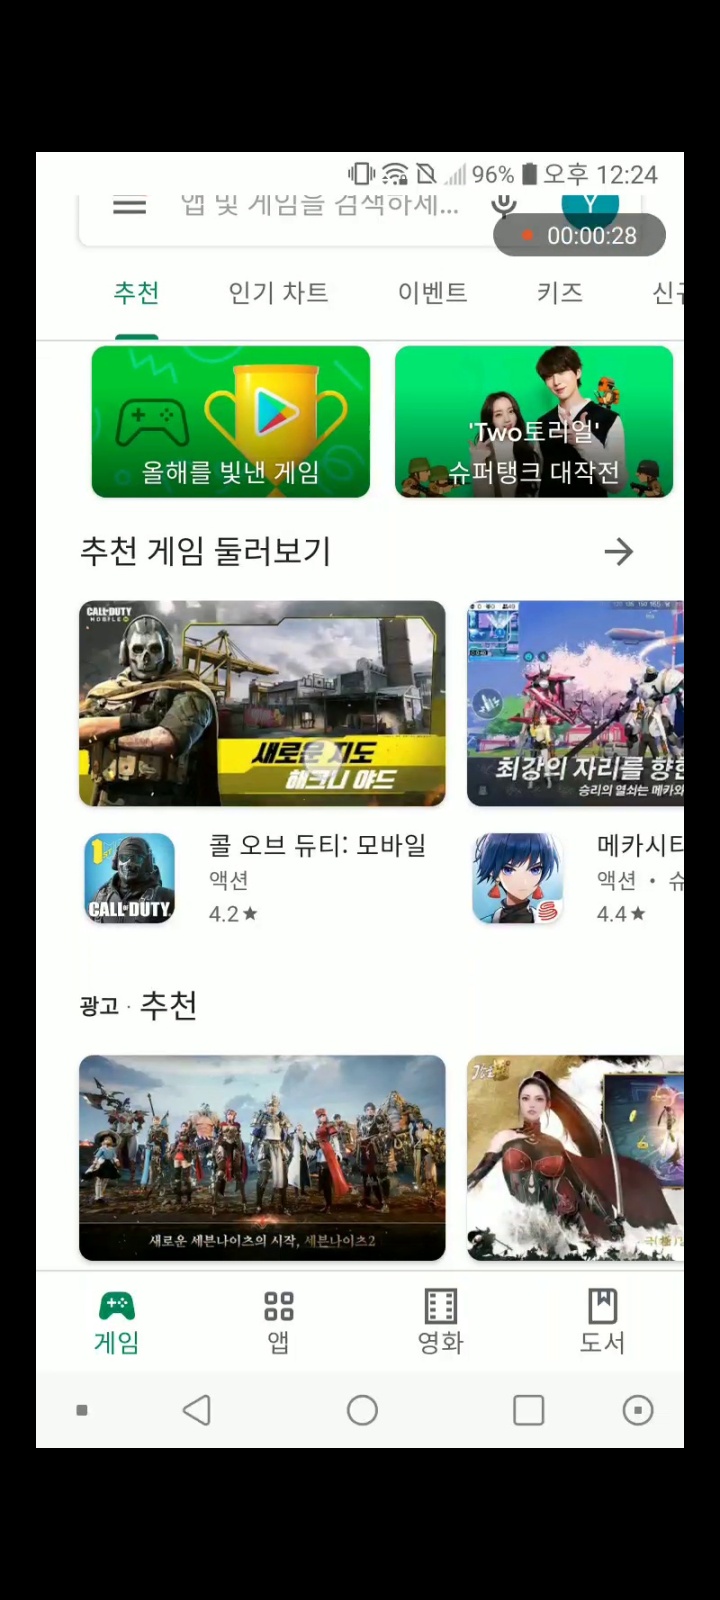 96% 오후 12:24
앱 및 게임을 검색하세... Y
00:00:28
추천 인기 차트 이벤트 키즈 신규
올해를 빛낸 게임
'Two토리얼'
슈퍼탱크 대작전
추천 게임 둘러보기
CALL·DUTY
MOBILE
새로운 지도
해크니 야드
최강의 자리를 향한
승리의 열쇠는 메카와
1st
CALL·DUTY
콜 오브 듀티: 모바일
액션
4.2★
메카시티
액션 • 슈
4.4★
광고 · 추천
새로운 세븐나이츠의 시작, 세븐나이츠2
게임 앱 영화 도서